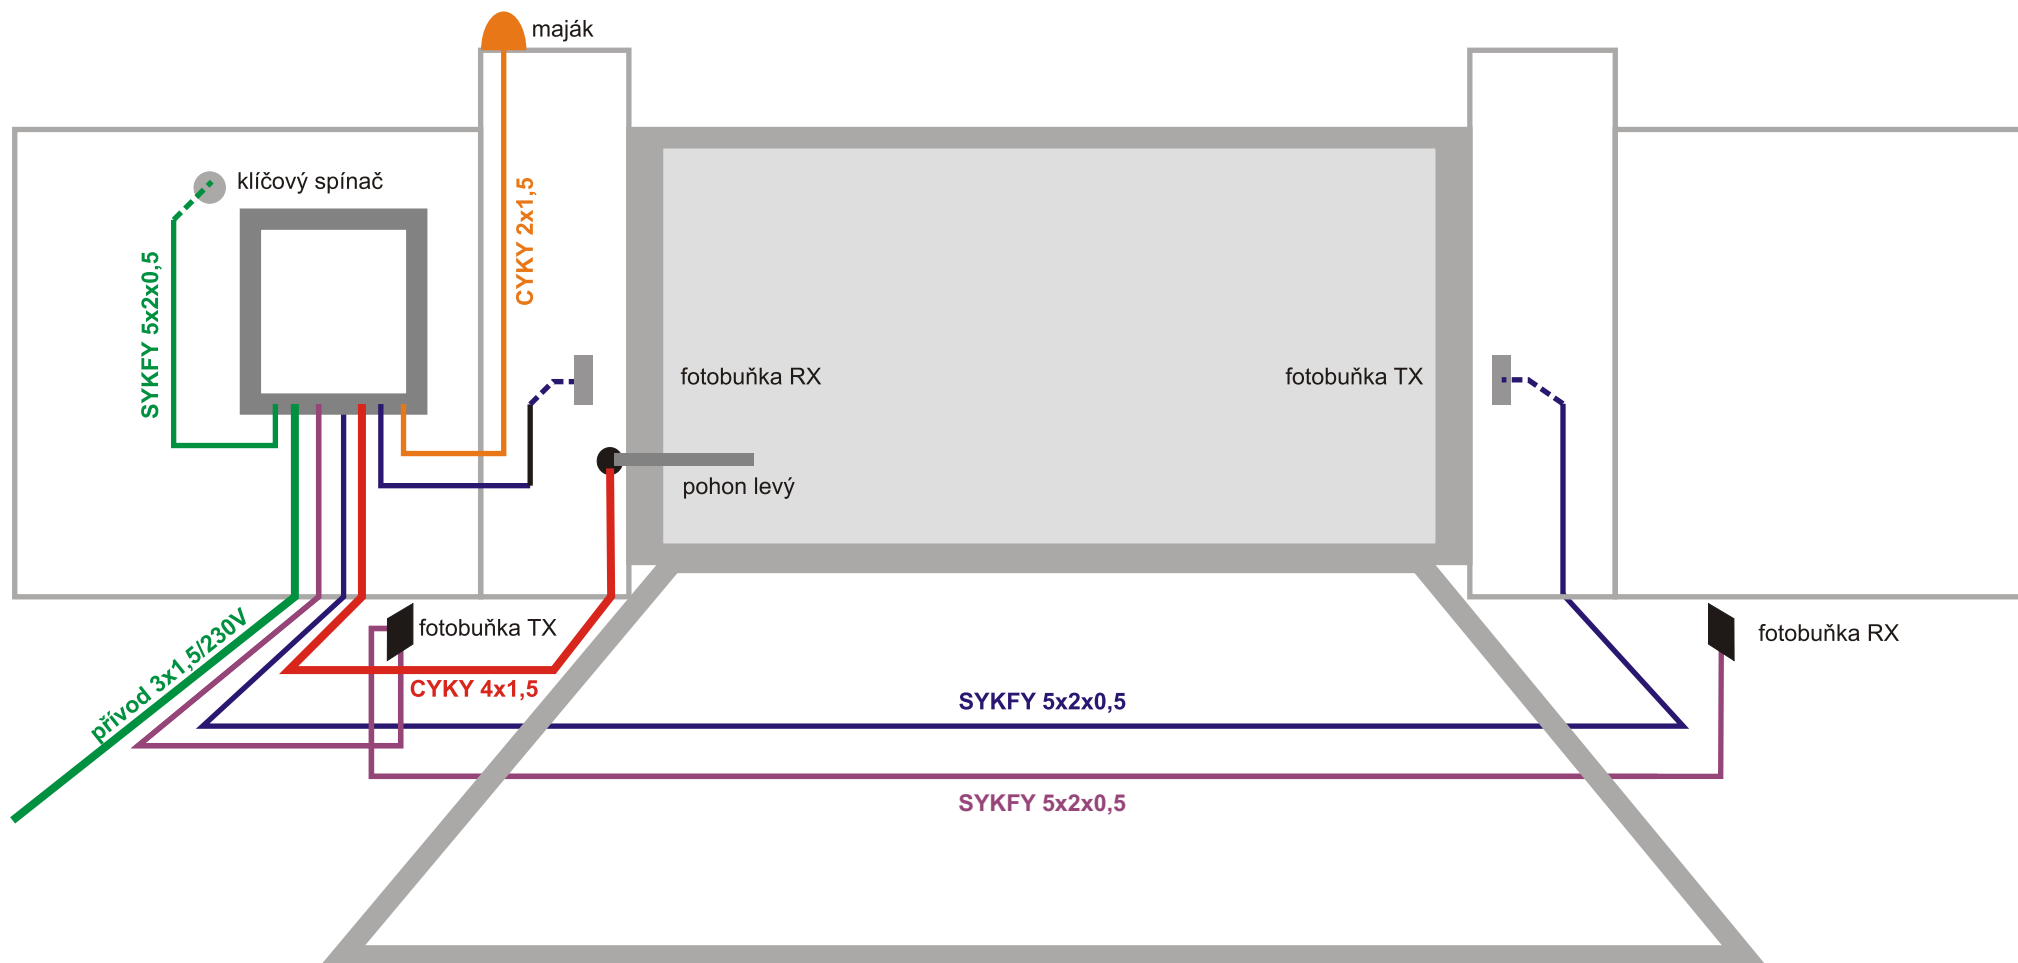 maják
klíčový spínač
CYKY 2x1,5
SYKFY 5x2x0,5
fotobuňka RX
fotobuňka TX
pohon levý
přívod 3x1,5/230V
fotobuňka TX
fotobuňka RX
CYKY 4x1,5
SYKFY 5x2x0,5
SYKFY 5x2x0,5